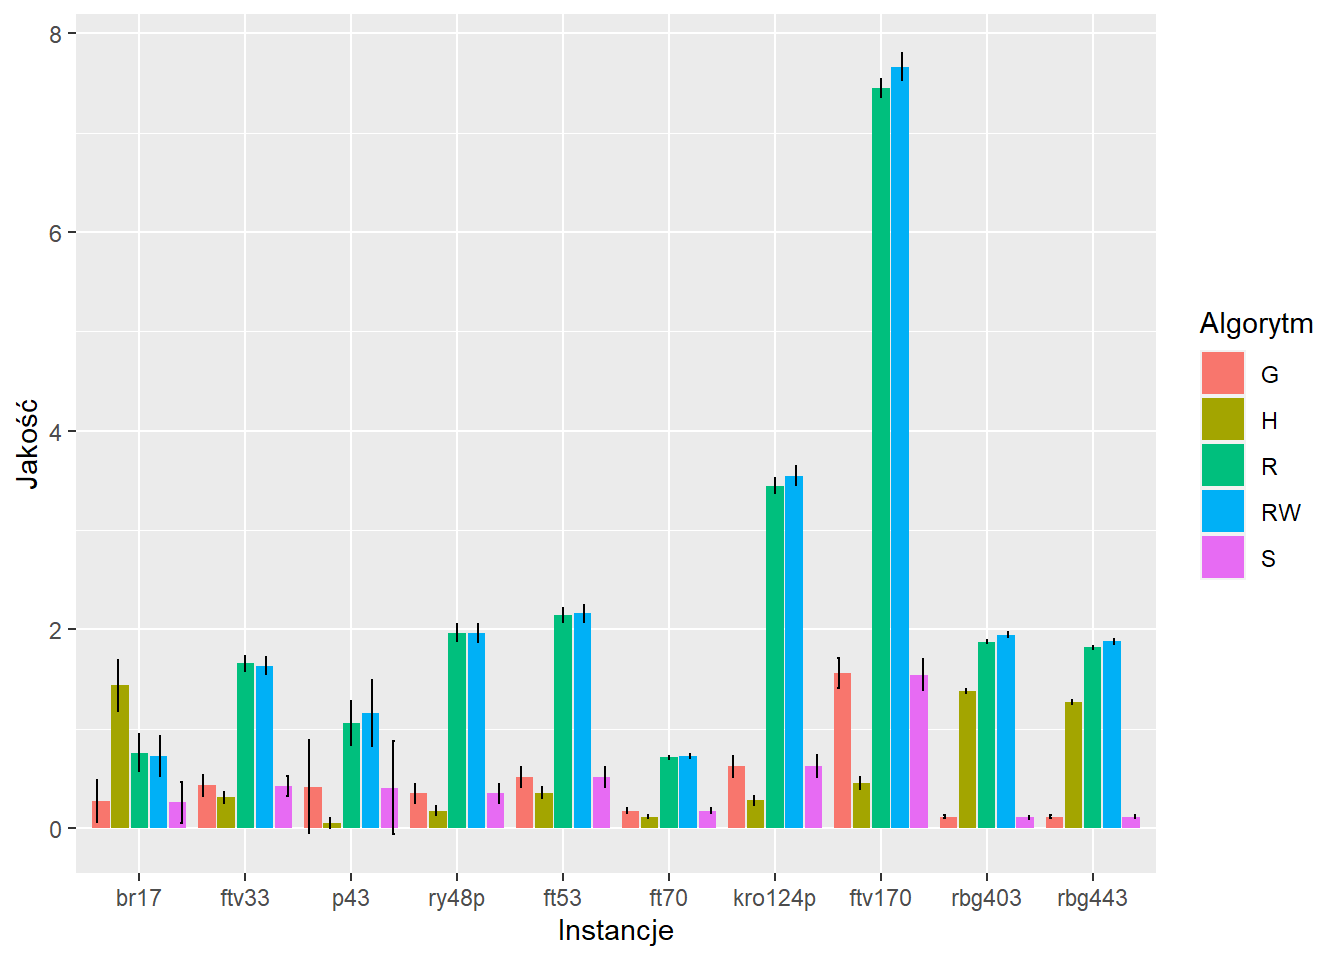 8
6
4
2
0
Jakość
br17 ftv33 p43 ry48p ft53 ft70 kro124p ftv170 rbg403 rbg443
Instancje
Algorytm
G
H
R
RW
S